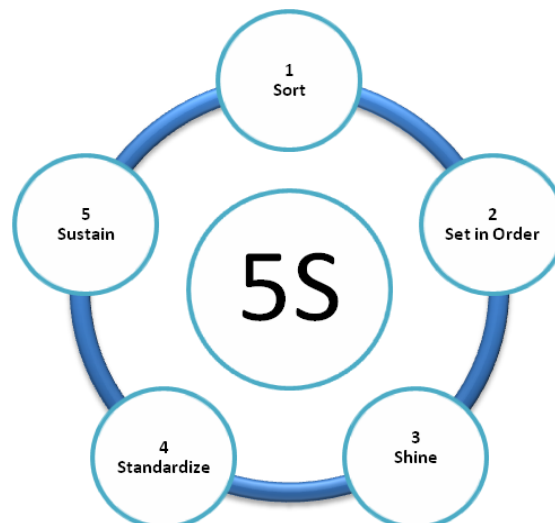 1
Sort
2
Set in Order
3
Shine
4
Standardize
5
Sustain
5S